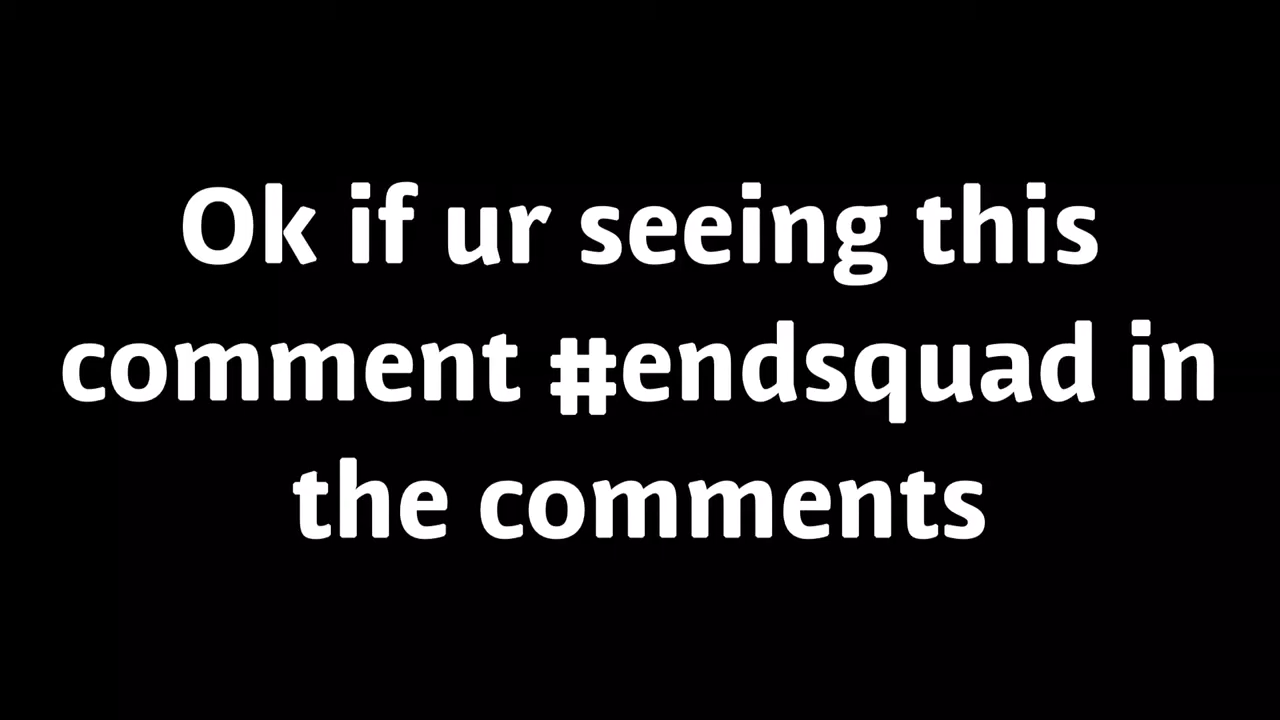 Ok if ur seeing this
comment #endsquad in
the comments